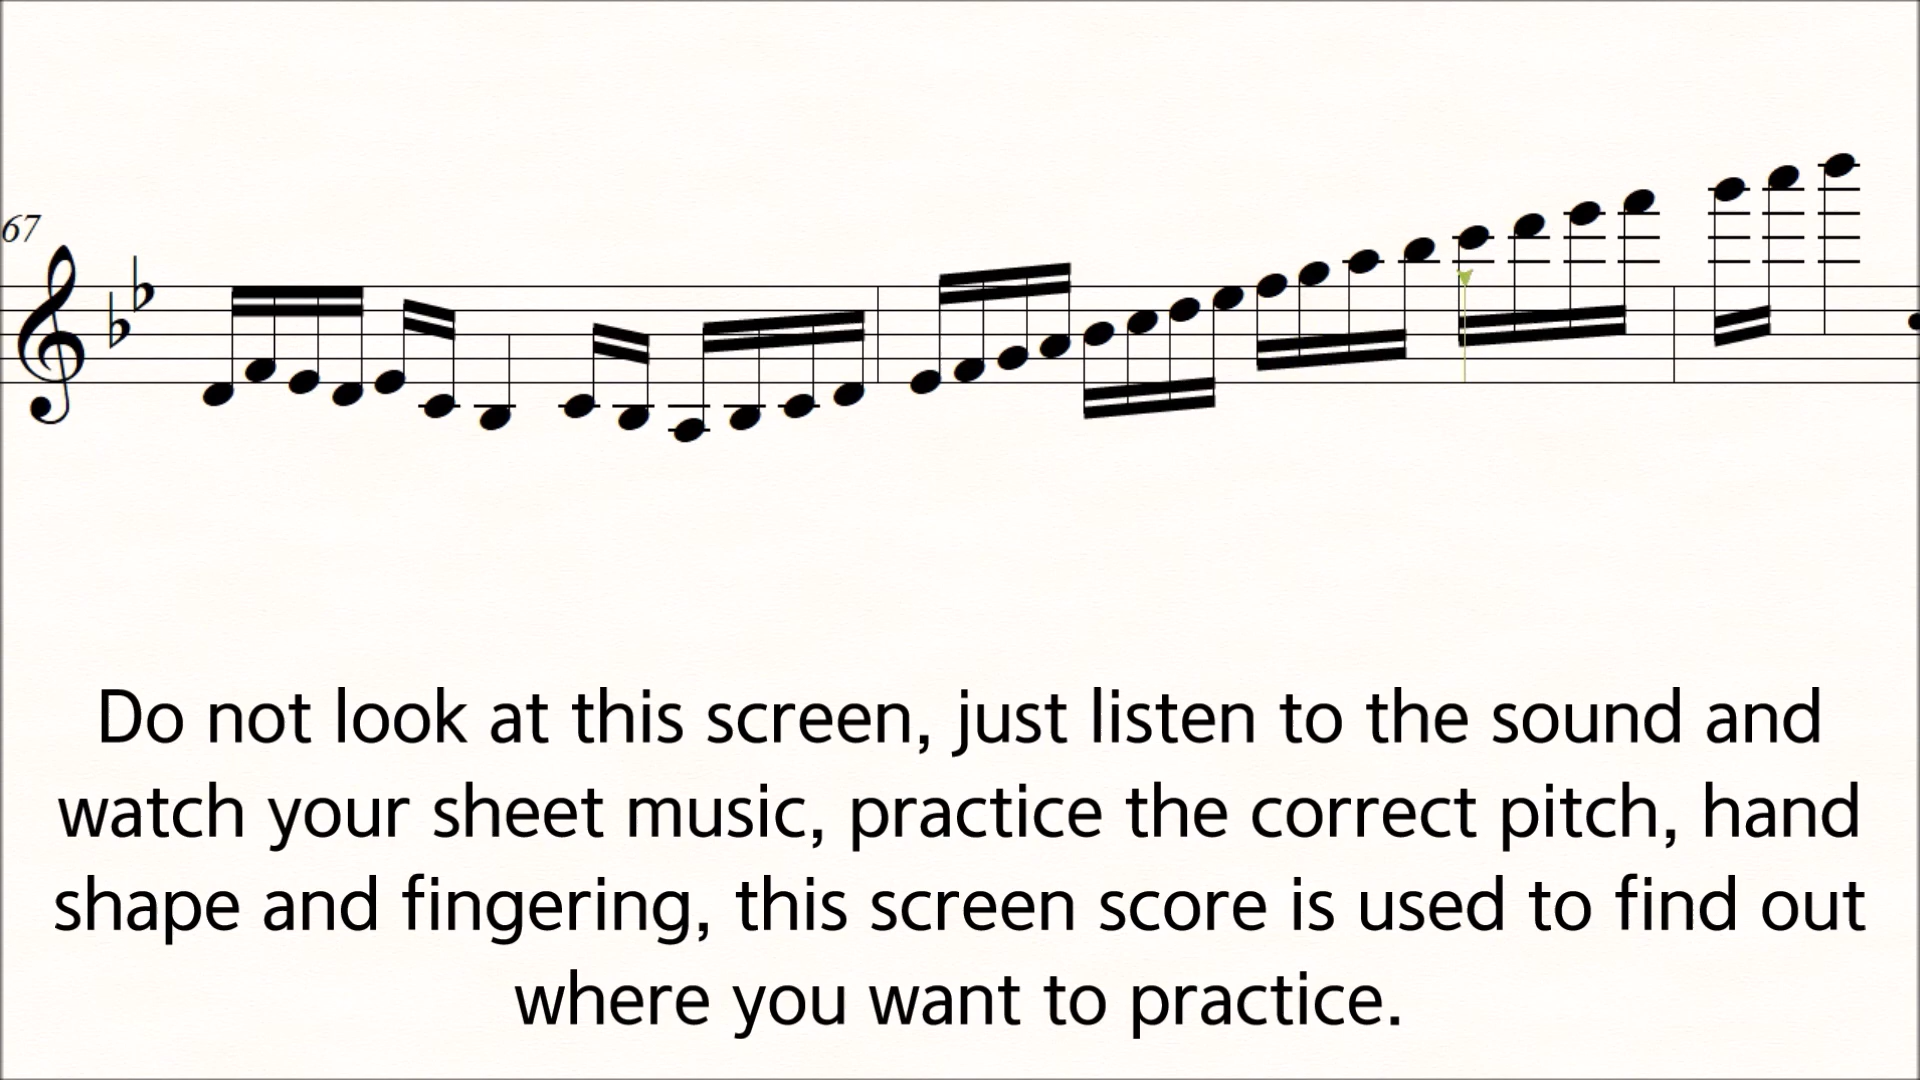 67
Do not look at this screen, just listen to the sound and
watch your sheet music, practice the correct pitch, hand
shape and fingering, this screen score is used to find out
where you want to practice.